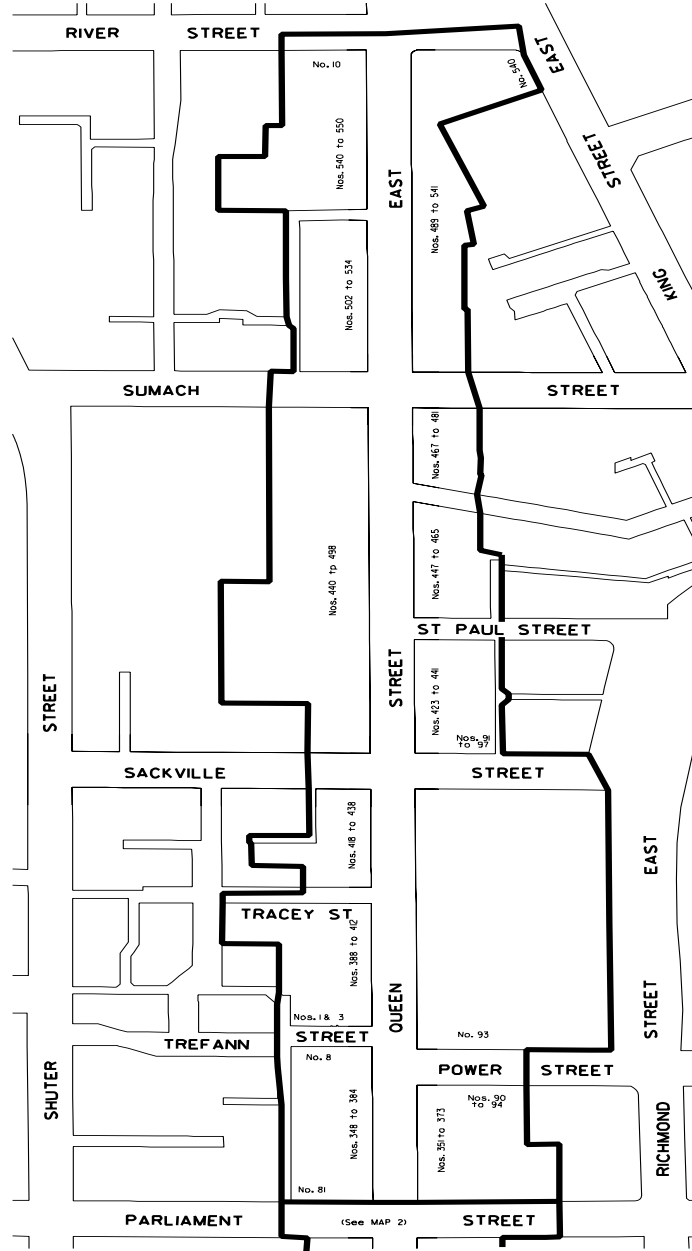 RIVER STREET
No. 10
No. 540
EAST
STREET
KING
Nos. 540 to 550
EAST
Nos. 489 to 541
Nos. 502 to 534
SUMACH STREET
Nos. 467 to 481
Nos. 440 tp 498
Nos. 447 to 465
ST PAUL STREET
STREET
STREET
Nos. 423 to 441
Nos. 91
to 97
SACKVILLE STREET
Nos. 418 to 438
EAST
TRACEY ST
Nos. 388 to 412
QUEEN
STREET
Nos. 1 & 3
No. 93
TREFANN STREET
No. 8
POWER STREET
SHUTER
Nos. 348 to 384
Nos. 351 to 373
Nos. 90
to 94
RICHMOND
No. 81
PARLIAMENT (See MAP 2) STREET